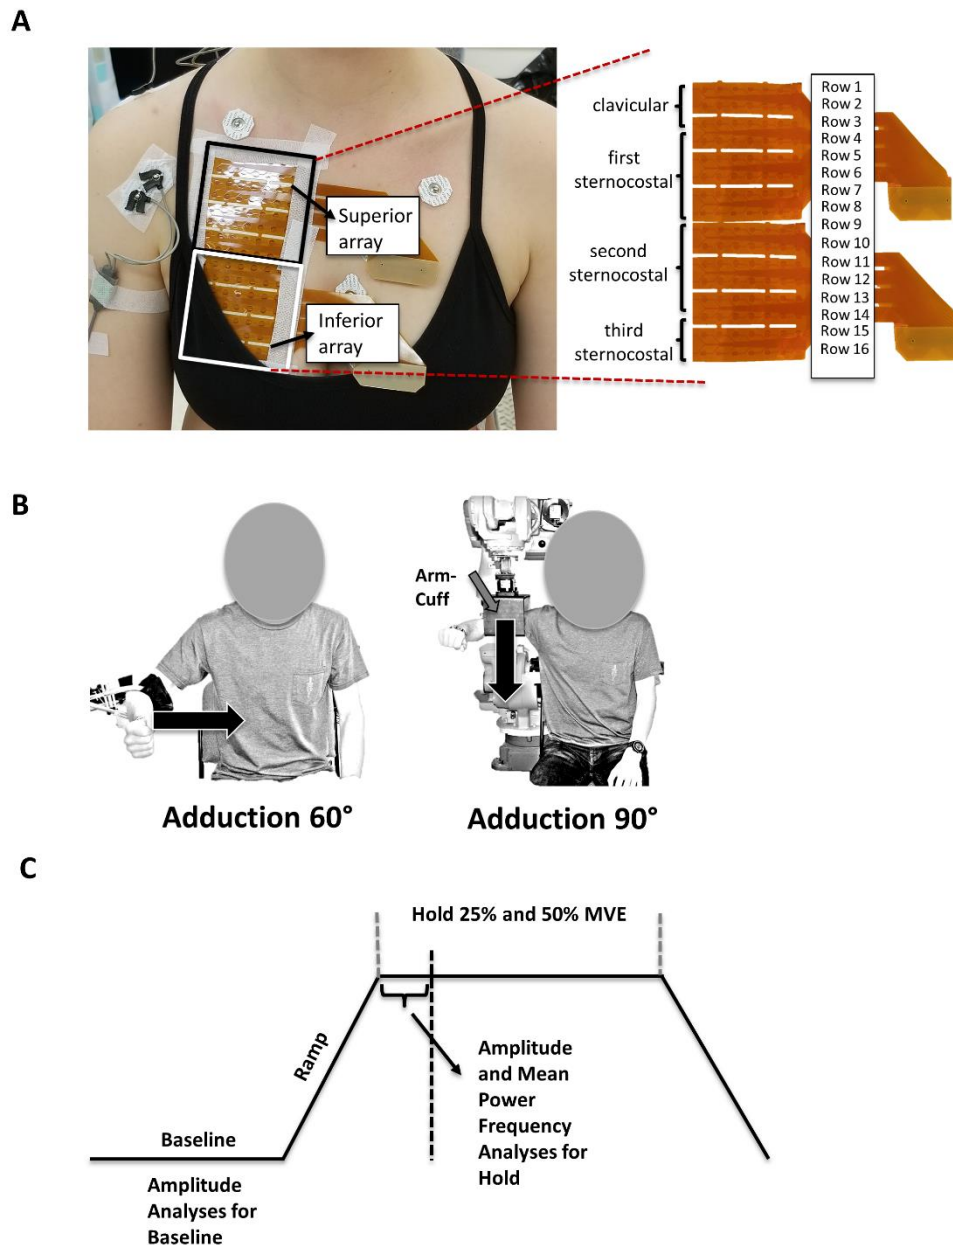 A
Superior
array
Inferior
array
clavicular
first
sternocostal
second
sternocostal
third
sternocostal
Row 1
Row 2
Row 3
Row 4
Row 5
Row 6
Row 7
Row 8
Row 9
Row 10
Row 11
Row 12
Row 13
Row 14
Row 15
Row 16
B
Arm-
Cuff
Adduction 60°
Adduction 90°
C
Hold 25% and 50% MVE
Ramp
Baseline
Amplitude
Analyses for
Baseline
Amplitude
and Mean
Power
Frequency
Analyses for
Hold